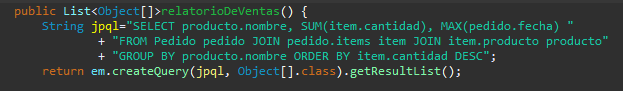 public List<Object[]>relatorioDeVentas() {
String jpql="SELECT producto.nombre, SUM(item.cantidad), MAX(pedido.fecha) "
+ "FROM Pedido pedido JOIN pedido.items item JOIN item.producto producto"
+ "GROUP BY producto.nombre ORDER BY item.cantidad DESC";
return em.createQuery(jpql, Object[].class).getResultList();